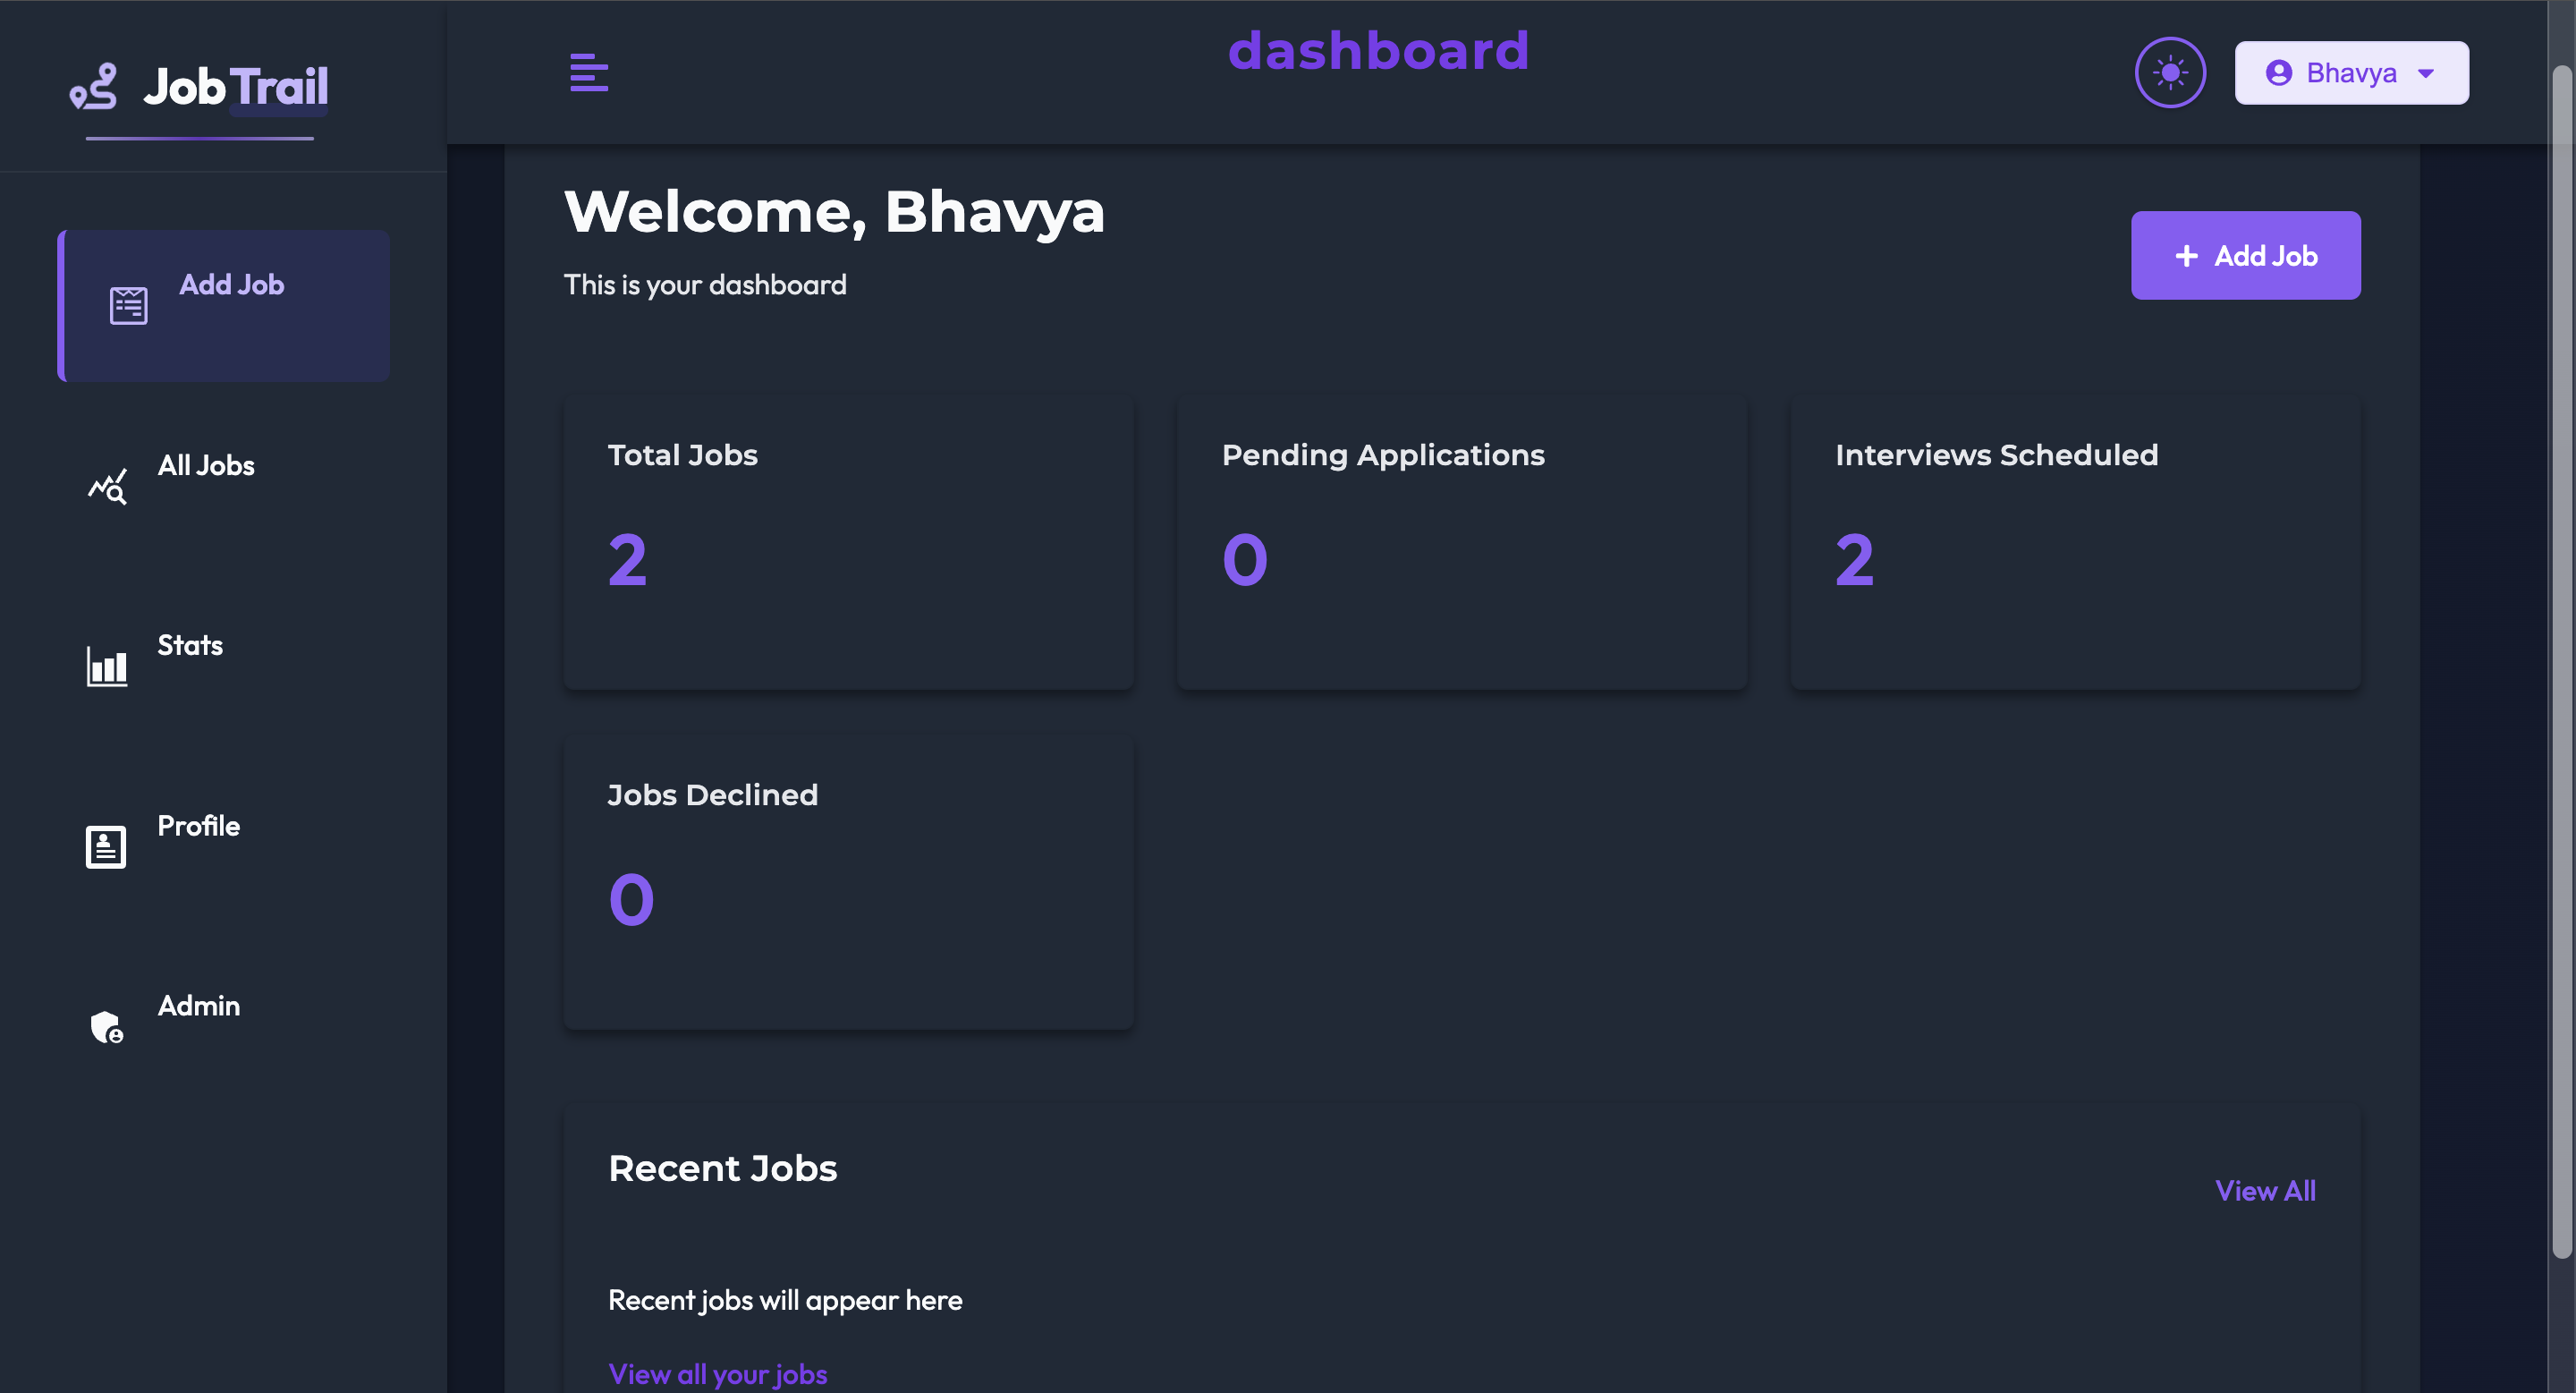 JobTrail
dashboard
Bhavya
Welcome, Bhavya
This is your dashboard
Add Job
Add Job
All Jobs
Stats
Profile
Admin
Total Jobs
2
Pending Applications
0
Interviews Scheduled
2
Jobs Declined
0
Recent Jobs
View All
Recent jobs will appear here
View all your jobs